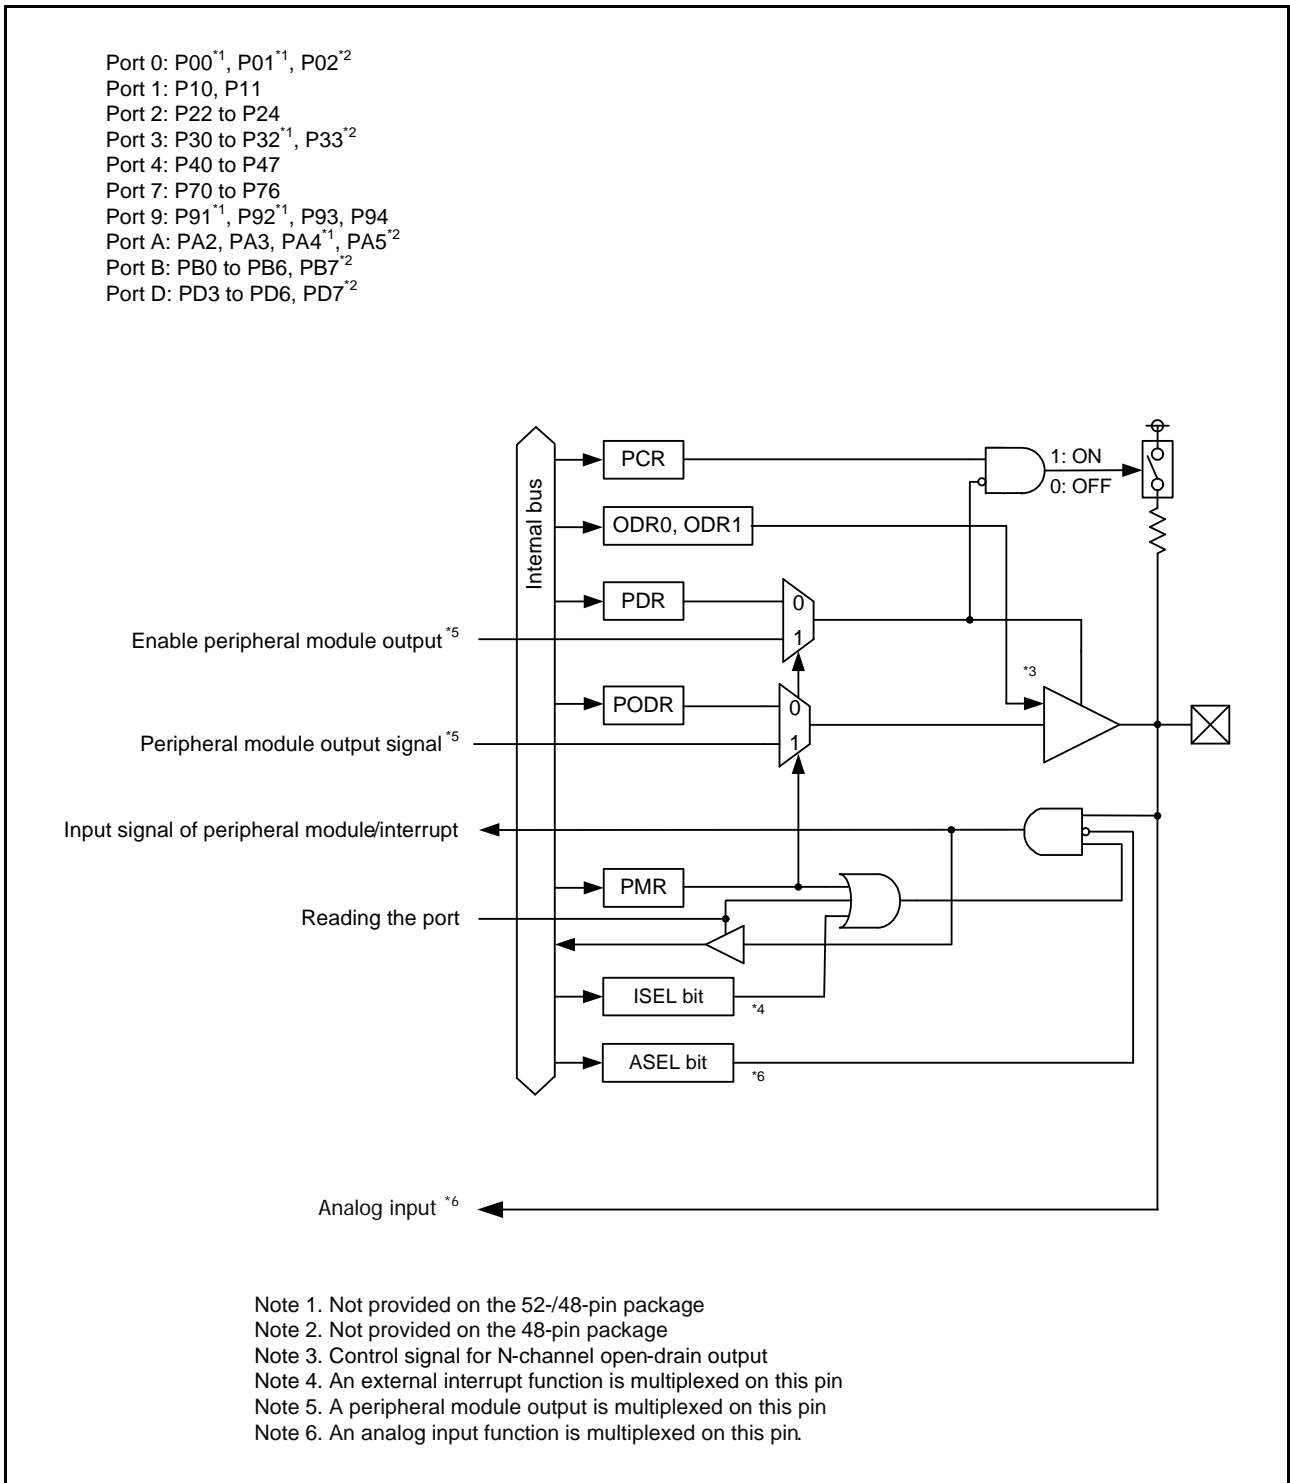 Port 0: P00*1, P01*1, P02*2
Port 1: P10, P11
Port 2: P22 to P24
Port 3: P30 to P32*1, P33*2
Port 4: P40 to P47
Port 7: P70 to P76
Port 9: P91*1, P92*1, P93, P94
Port A: PA2, PA3, PA4*1, PA5*2
Port B: PB0 to PB6, PB7*2
Port D: PD3 to PD6, PD7*2
Internal bus
PCR
1: ON
0: OFF
ODR0, ODR1
PDR
0
1
Enable peripheral module output *5
*3
PODR
0
1
Peripheral module output signal *5
Input signal of peripheral module/interrupt
PMR
Reading the port
ISEL bit
*4
ASEL bit
*6
Analog input *6
Note 1. Not provided on the 52-/48-pin package
Note 2. Not provided on the 48-pin package
Note 3. Control signal for N-channel open-drain output
Note 4. An external interrupt function is multiplexed on this pin
Note 5. A peripheral module output is multiplexed on this pin
Note 6. An analog input function is multiplexed on this pin.